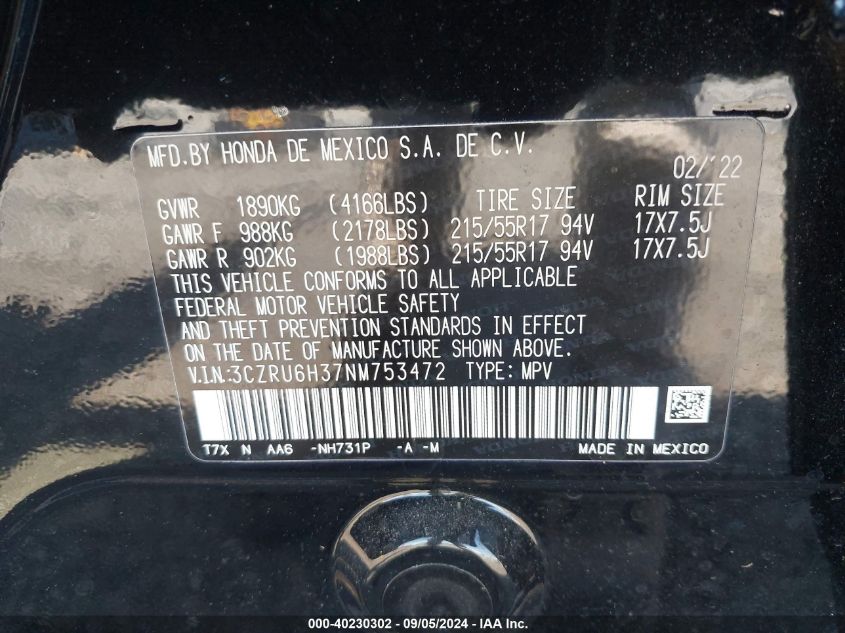 MFD.BY HONDA DE MEXICO S.A. DE C.V.
02/'22
GVWR 1890KG (4166LBS) TIRE SIZE RIM SIZE
GAWR F 988KG (2178LBS) 215/55R17 94V 17X7.5J
GAWR R 902KG (1988LBS) 215/55R17 94V 17X7.5J
THIS VEHICLE CONFORMS TO ALL APPLICABLE
FEDERAL MOTOR VEHICLE SAFETY
AND THEFT PREVENTION STANDARDS IN EFFECT
ON THE DATE OF MANUFACTURE SHOWN ABOVE.
V.I.N.:3CZRU6H37NM753472 TYPE: MPV
T7X N AA6 -NH731P -A -M MADE IN MEXICO
000-40230302 - 09/05/2024 - IAA Inc.